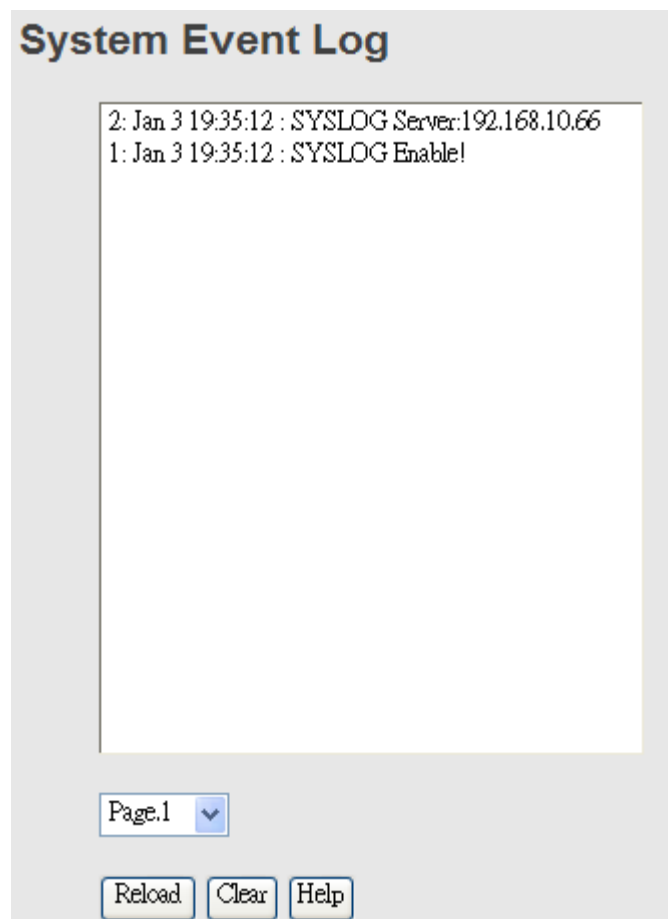 System Event Log
2: Jan 3 19:35:12 : SYSLOG Server:192.168.10.66
1: Jan 3 19:35:12 : SYSLOG Enable!
Page.1
Reload Clear Help